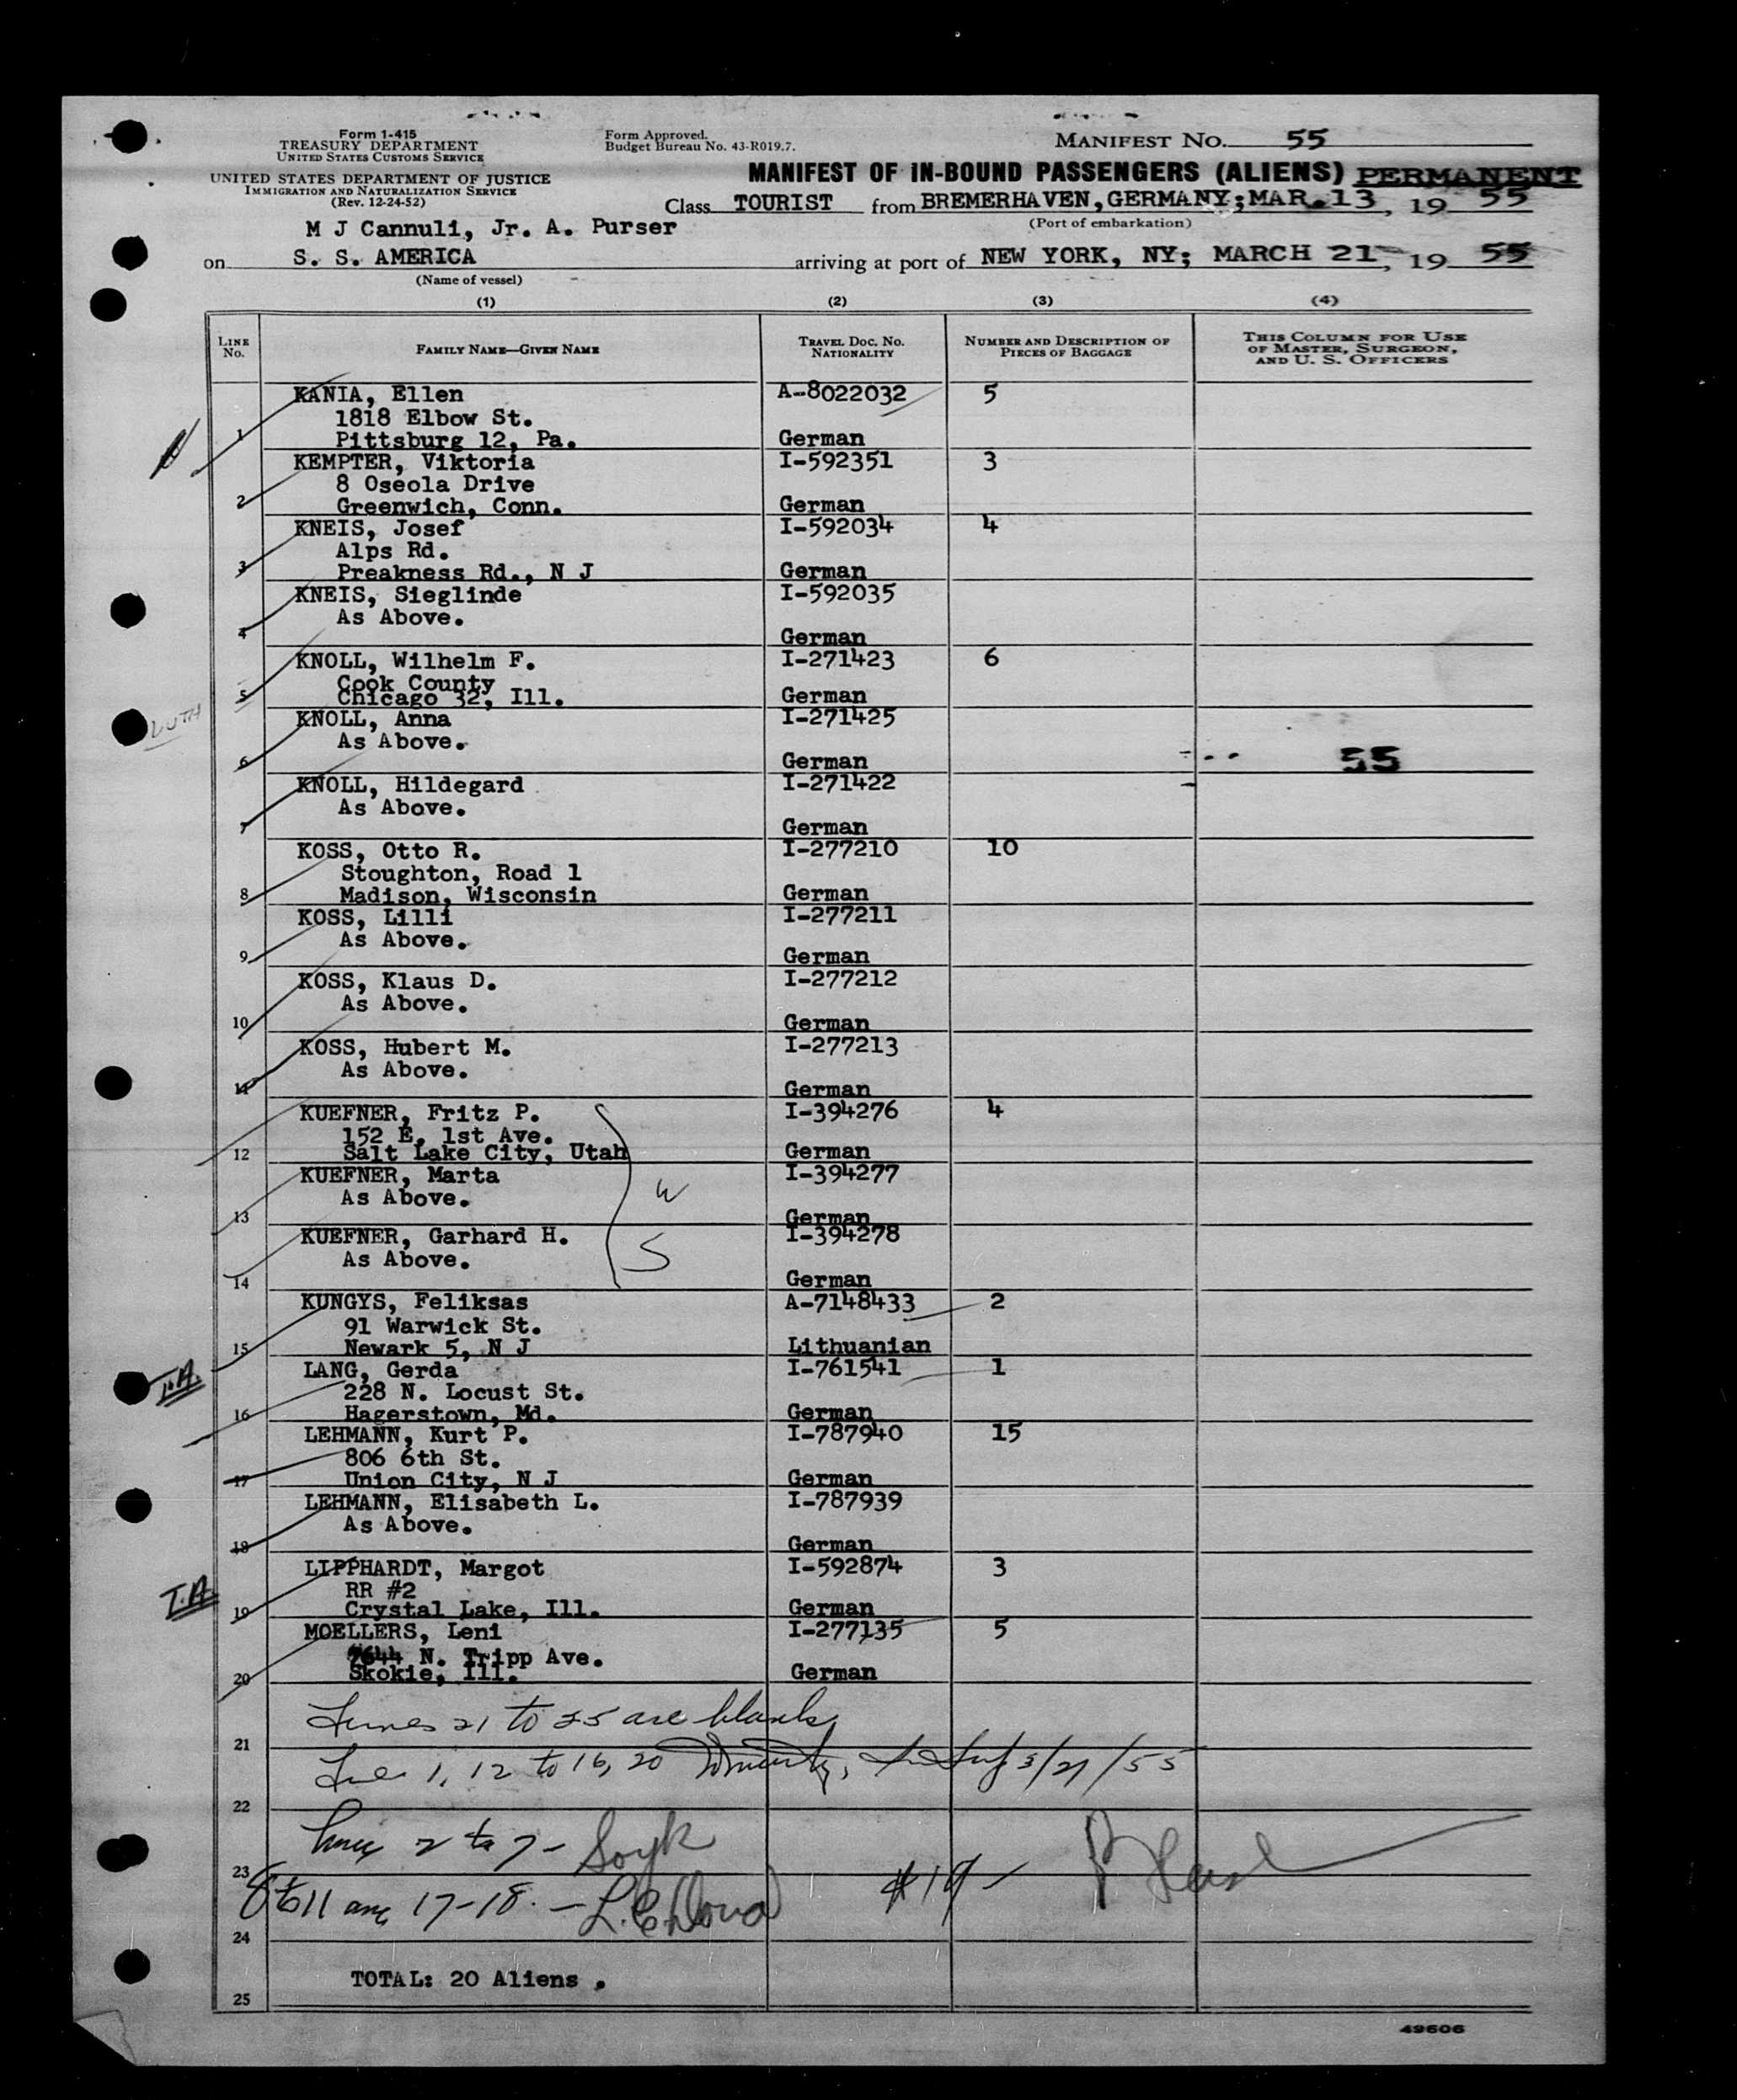 Form 1-415
TREASURY DEPARTMENT
UNITED STATES CUSTOMS SERVICE
UNITED STATES DEPARTMENT OF JUSTICE
IMMIGRATION AND NATURALIZATION SERVICE
(Rev. 12-24-52)
Form Approved.
Budget Bureau No. 43-R019.7.
MANIFEST NO. 55
MANIFEST OF IN-BOUND PASSENGERS (ALIENS) PERMANENT
Class TOURIST from BREMERHAVEN, GERMANY; MAR. 13, 19 55
(Port of embarkation)
M J Cannuli, Jr. A. Purser
on S. S. AMERICA arriving at port of NEW YORK, NY; MARCH 21, 19 55
(Name of vessel)
(1) (2) (3) (4)
LINE No. FAMILY NAME—GIVEN NAME TRAVEL DOC. NO. NATIONALITY NUMBER AND DESCRIPTION OF PIECES OF BAGGAGE THIS COLUMN FOR USE OF MASTER, SURGEON, AND U. S. OFFICERS
KANIA, Ellen A-8022032 5
1818 Elbow St.
1 Pittsburg 12, Pa. German
KEMPTER, Viktoria I-592351 3
8 Oseola Drive
2 Greenwich, Conn. German
KNEIS, Josef I-592034 4
Alps Rd.
3 Preakness Rd., N J German
KNEIS, Sieglinde I-592035
As Above.
4 German
KNOLL, Wilhelm F. I-271423 6
Cook County
5 Chicago 32, Ill. German
KNOLL, Anna I-271425
As Above.
6 German 55
KNOLL, Hildegard I-271422
As Above.
7 German
KOSS, Otto R. I-277210 10
Stoughton, Road 1
8 Madison, Wisconsin German
KOSS, Lilli I-277211
As Above.
9 German
KOSS, Klaus D. I-277212
As Above.
10 German
KOSS, Hubert M. I-277213
As Above.
11 German
KUEFNER, Fritz P. I-394276 4
152 E. 1st Ave.
12 Salt Lake City, Utah German
KUEFNER, Marta I-394277
As Above. W
13 German
KUEFNER, Garhard H. I-394278
As Above. S
14 German
KUNGYS, Feliksas A-7148433 2
91 Warwick St.
15 Newark 5, N J Lithuanian
LANG, Gerda I-761541 1
228 N. Locust St.
16 Hagerstown, Md. German
LEHMANN, Kurt P. I-787940 15
806 6th St.
17 Union City, N J German
LEHMANN, Elisabeth L. I-787939
As Above.
18 German
LIPPHARDT, Margot I-592874 3
I.A. RR #2
19 Crystal Lake, Ill. German
MOELLERS, Leni I-277135 5
7644 N. Tripp Ave.
20 Skokie, Ill. German
Lines 21 to 25 are blank
21
1, 12 to 16, 20 3/21/55
22
Lines 2 to 7 - Soyk
23
8 to 11 and 17-18. - #19 -
24
TOTAL: 20 Aliens .
25
49606